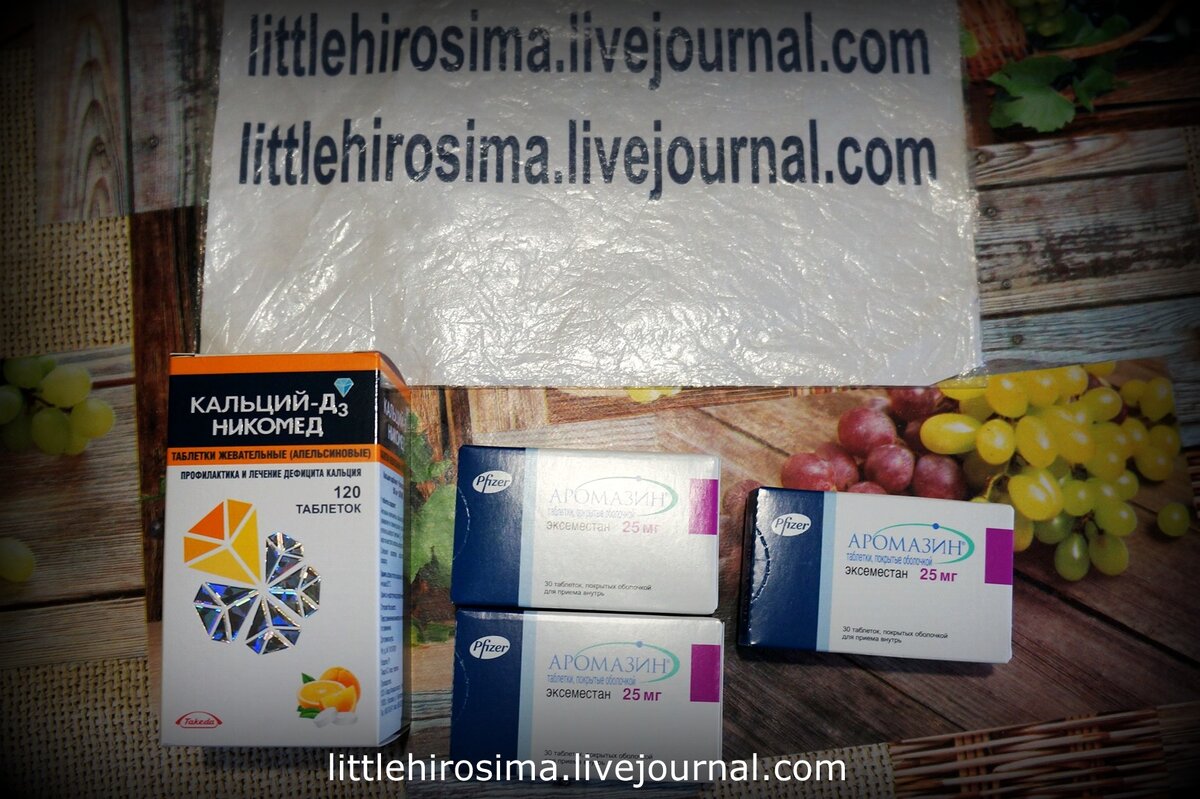 littlehirosima.livejournal.com
littlehirosima.livejournal.com
КАЛЬЦИЙ-Д3
НИКОМЕД
ТАБЛЕТКИ ЖЕВАТЕЛЬНЫЕ (АПЕЛЬСИНОВЫЕ)
ПРОФИЛАКТИКА И ЛЕЧЕНИЕ ДЕФИЦИТА КАЛЬЦИЯ
120
ТАБЛЕТОК
Takeda
Pfizer
АРОМАЗИН®
таблетки, покрытые оболочкой
эксеместан 25 мг
30 таблеток, покрытых оболочкой
для приема внутрь
Pfizer
АРОМАЗИН®
таблетки, покрытые оболочкой
эксеместан 25 мг
30 таблеток, покрытых оболочкой
Pfizer
АРОМАЗИН®
таблетки, покрытые оболочкой
эксеместан 25 мг
30 таблеток, покрытых оболочкой
для приема внутрь
littlehirosima.livejournal.com